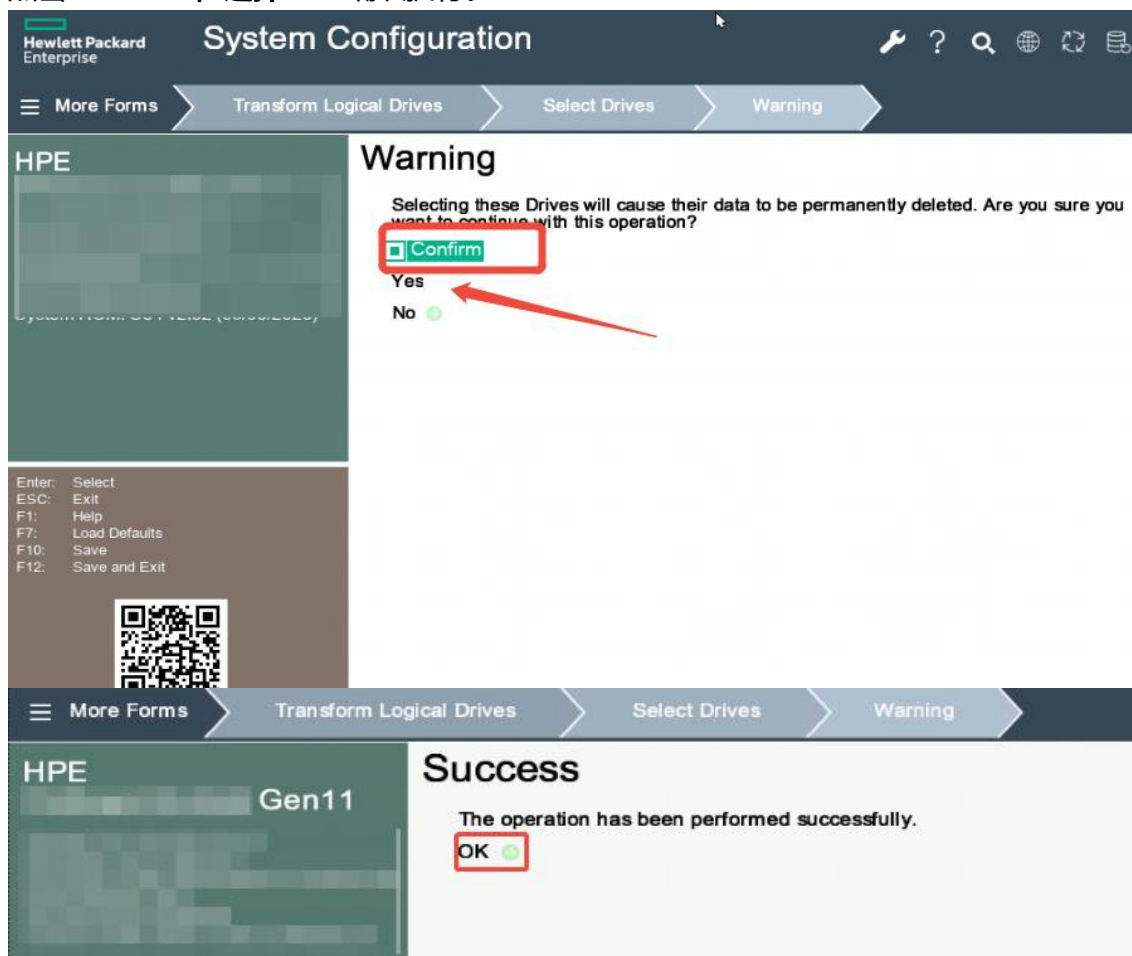 Hewlett Packard
Enterprise
System Configuration
More Forms
Transform Logical Drives
Select Drives
Warning
HPE
Warning
Selecting these Drives will cause their data to be permanently deleted. Are you sure you
want to continue with this operation?
Confirm
Yes
No
Enter: Select
ESC: Exit
F1: Help
F7: Load Defaults
F10: Save
F12: Save and Exit
More Forms
Transform Logical Drives
Select Drives
Warning
HPE
Gen11
Success
The operation has been performed successfully.
OK